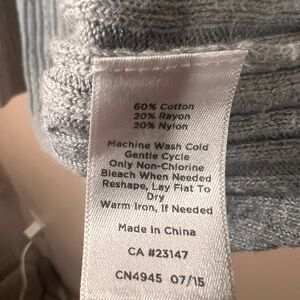 60% Cotton
20% Rayon
20% Nylon
Machine Wash Cold
Gentle Cycle
Only Non-Chlorine
Bleach When Needed
Reshape, Lay Flat To
Dry
Warm Iron, If Needed
Made in China
CA #23147
CN4945 07/15